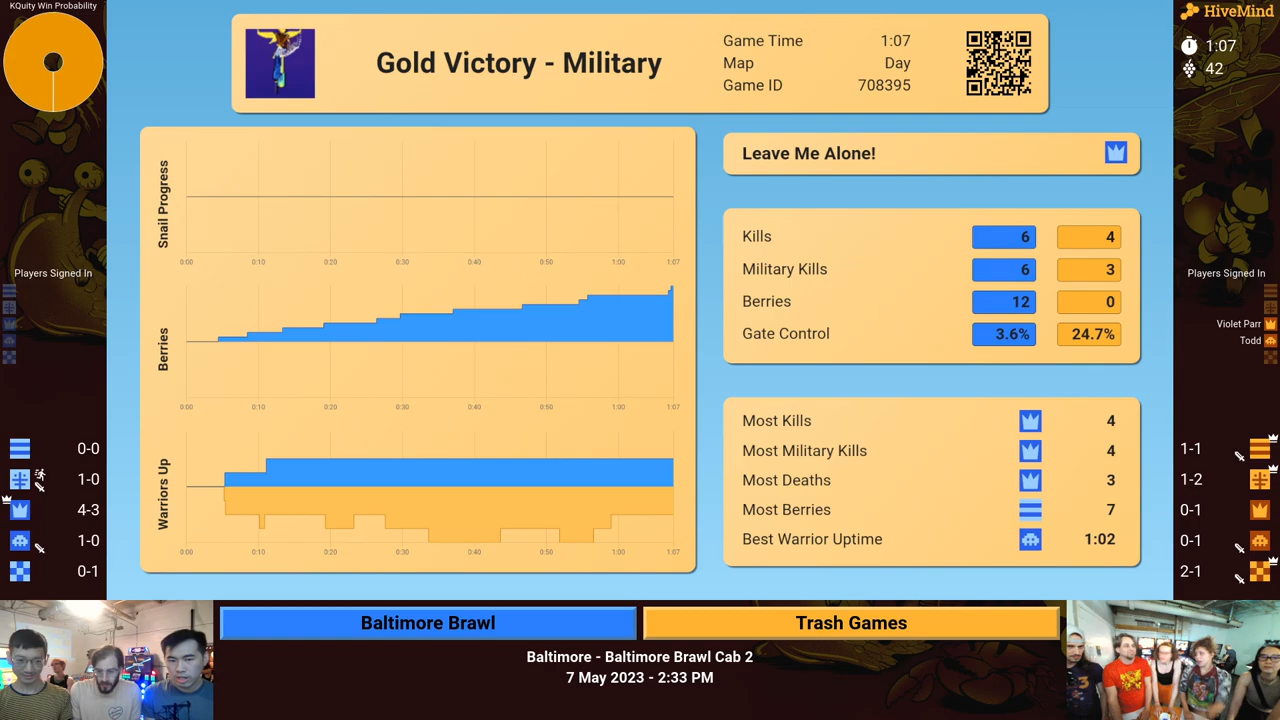 KQuity Win Probability
HiveMind
1:07
42
Gold Victory - Military
Game Time 1:07
Map Day
Game ID 708395
Leave Me Alone!
Snail Progress
0:00 0:10 0:20 0:30 0:40 0:50 1:00 1:07
Berries
0:00 0:10 0:20 0:30 0:40 0:50 1:00 1:07
Warriors Up
0:00 0:10 0:20 0:30 0:40 0:50 1:00 1:07
Kills 6 4
Military Kills 6 3
Berries 12 0
Gate Control 3.6% 24.7%
Most Kills 4
Most Military Kills 4
Most Deaths 3
Most Berries 7
Best Warrior Uptime 1:02
Players Signed In
0-0
1-0
4-3
1-0
0-1
Players Signed In
Violet Parr
Todd
1-1
1-2
0-1
0-1
2-1
Baltimore Brawl
Trash Games
Baltimore - Baltimore Brawl Cab 2
7 May 2023 - 2:33 PM